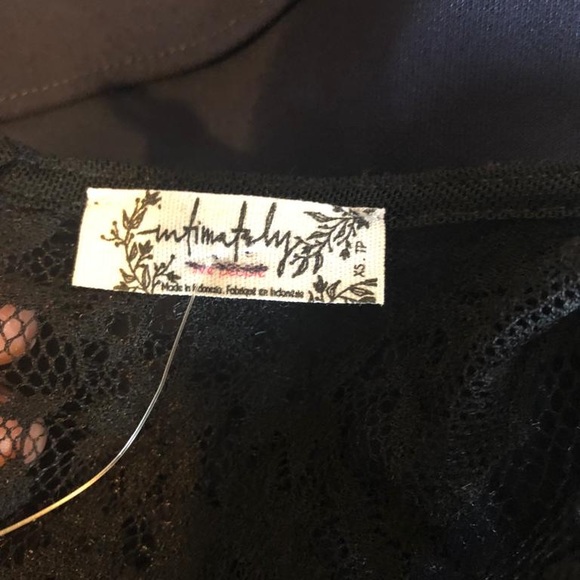 intimately
Made in Indonesia. Fabriqué en Indonésie
XS . TP